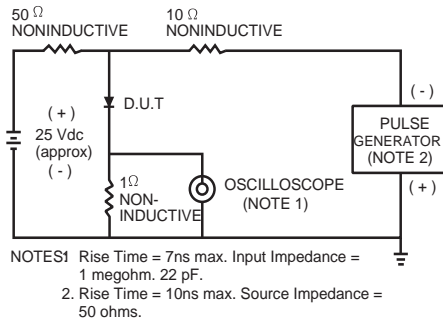 50 Ω
NONINDUCTIVE
10 Ω
NONINDUCTIVE
(+)
25 Vdc
(approx)
(-)
D.U.T
1Ω
NON-
INDUCTIVE
OSCILLOSCOPE
(NOTE 1)
(-)
PULSE
GENERATOR
(NOTE 2)
(+)
NOTES1 Rise Time = 7ns max. Input Impedance =
1 megohm. 22 pF.
2. Rise Time = 10ns max. Source Impedance =
50 ohms.